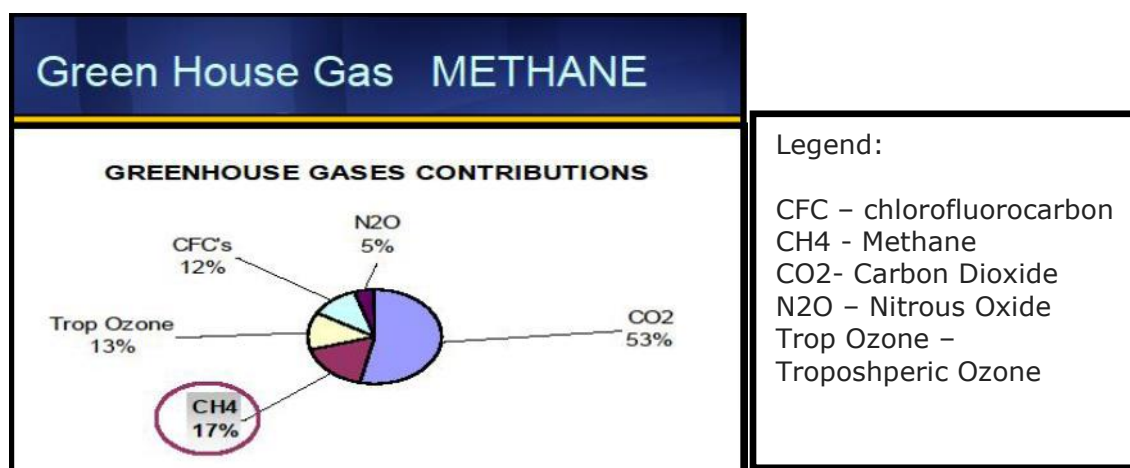 Green House Gas METHANE
GREENHOUSE GASES CONTRIBUTIONS
N2O
5%
CFC's
12%
Trop Ozone
13%
CO2
53%
CH4
17%
Legend:
CFC – chlorofluorocarbon
CH4 - Methane
CO2- Carbon Dioxide
N2O – Nitrous Oxide
Trop Ozone –
Troposhperic Ozone